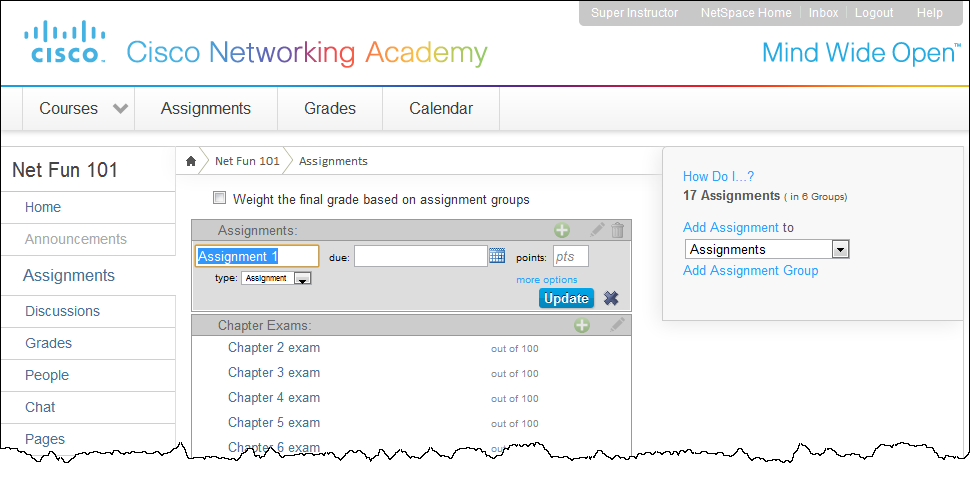 Super Instructor NetSpace Home Inbox Logout Help
CISCO
Cisco Networking Academy
Mind Wide Open™
Courses Assignments Grades Calendar
Net Fun 101
Home
Announcements
Assignments
Discussions
Grades
People
Chat
Pages
Net Fun 101 Assignments
Weight the final grade based on assignment groups
Assignments:
Assignment 1 due: points: pts
type: Assignment
more options
Update
Chapter Exams:
Chapter 2 exam out of 100
Chapter 3 exam out of 100
Chapter 4 exam out of 100
Chapter 5 exam out of 100
Chapter 6 exam
How Do I...?
17 Assignments ( in 6 Groups)
Add Assignment to
Assignments
Add Assignment Group